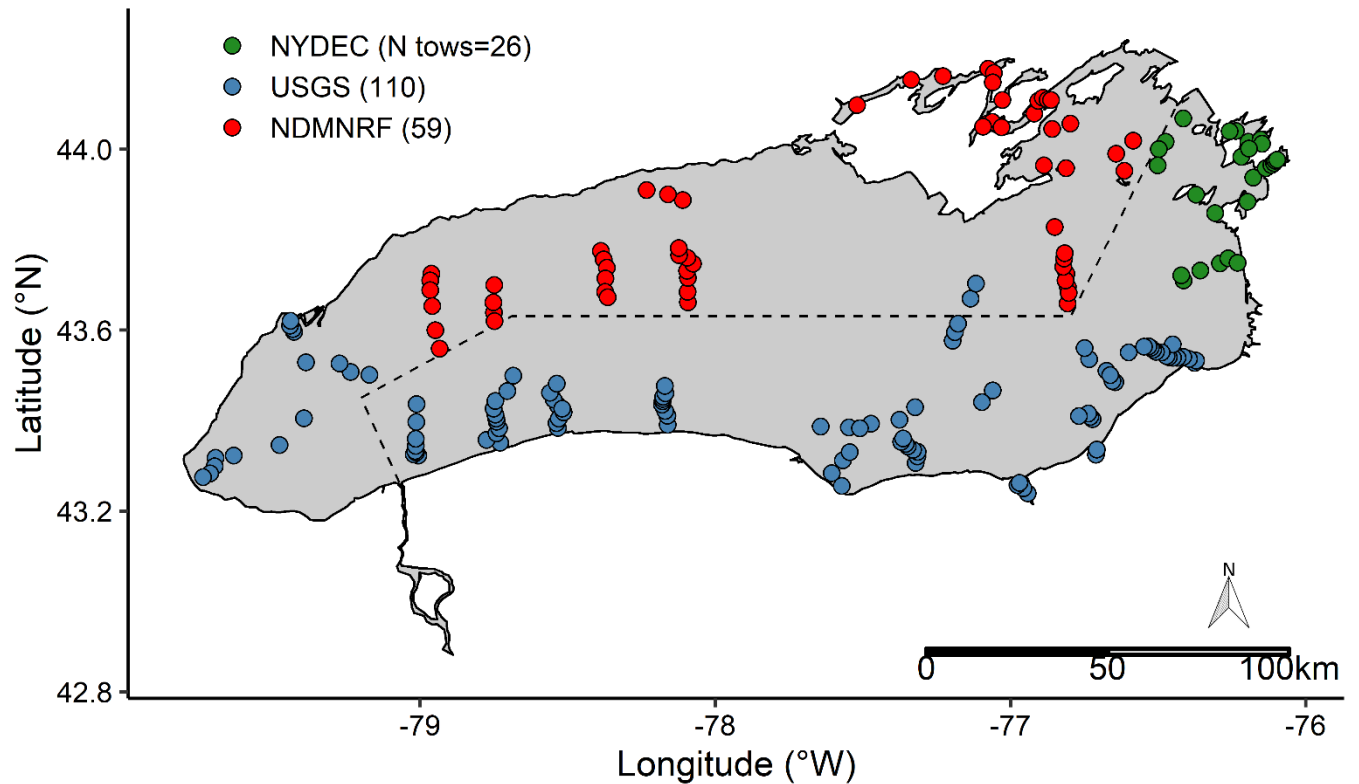 NYDEC (N tows=26)
USGS (110)
NDMNRF (59)
44.0
43.6
43.2
42.8
Latitude (°N)
N
0 50 100km
-79 -78 -77 -76
Longitude (°W)